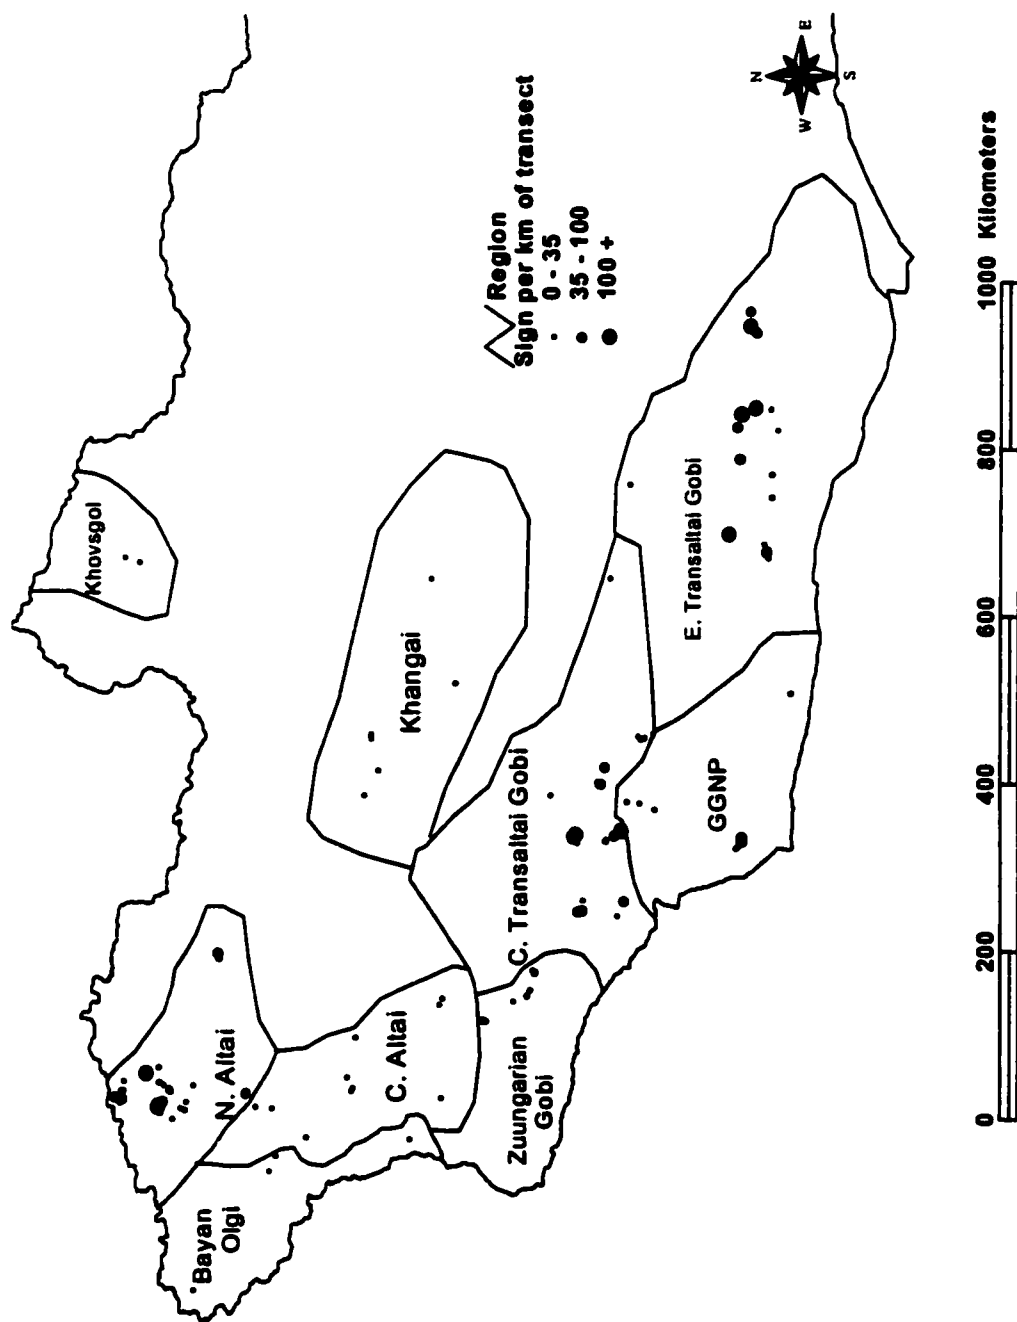 Khovsgol
Khangai
N. Altai
Bayan
Olgi
C. Altai
Zuungarian
Gobi
C. Transaltai Gobi
GGNP
E. Transaltai Gobi
Region
Sign per km of transect
0 - 35
35 - 100
100 +
N
E
S
W
0 200 400 600 800 1000 Kilometers